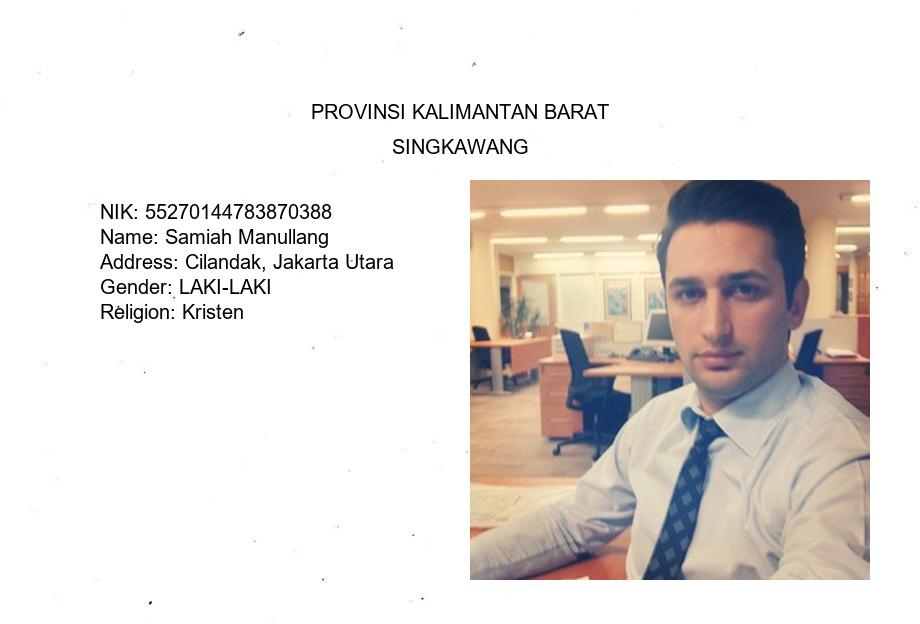 PROVINSI KALIMANTAN BARAT
SINGKAWANG
NIK: 55270144783870388
Name: Samiah Manullang
Address: Cilandak, Jakarta Utara
Gender: LAKI-LAKI
Religion: Kristen